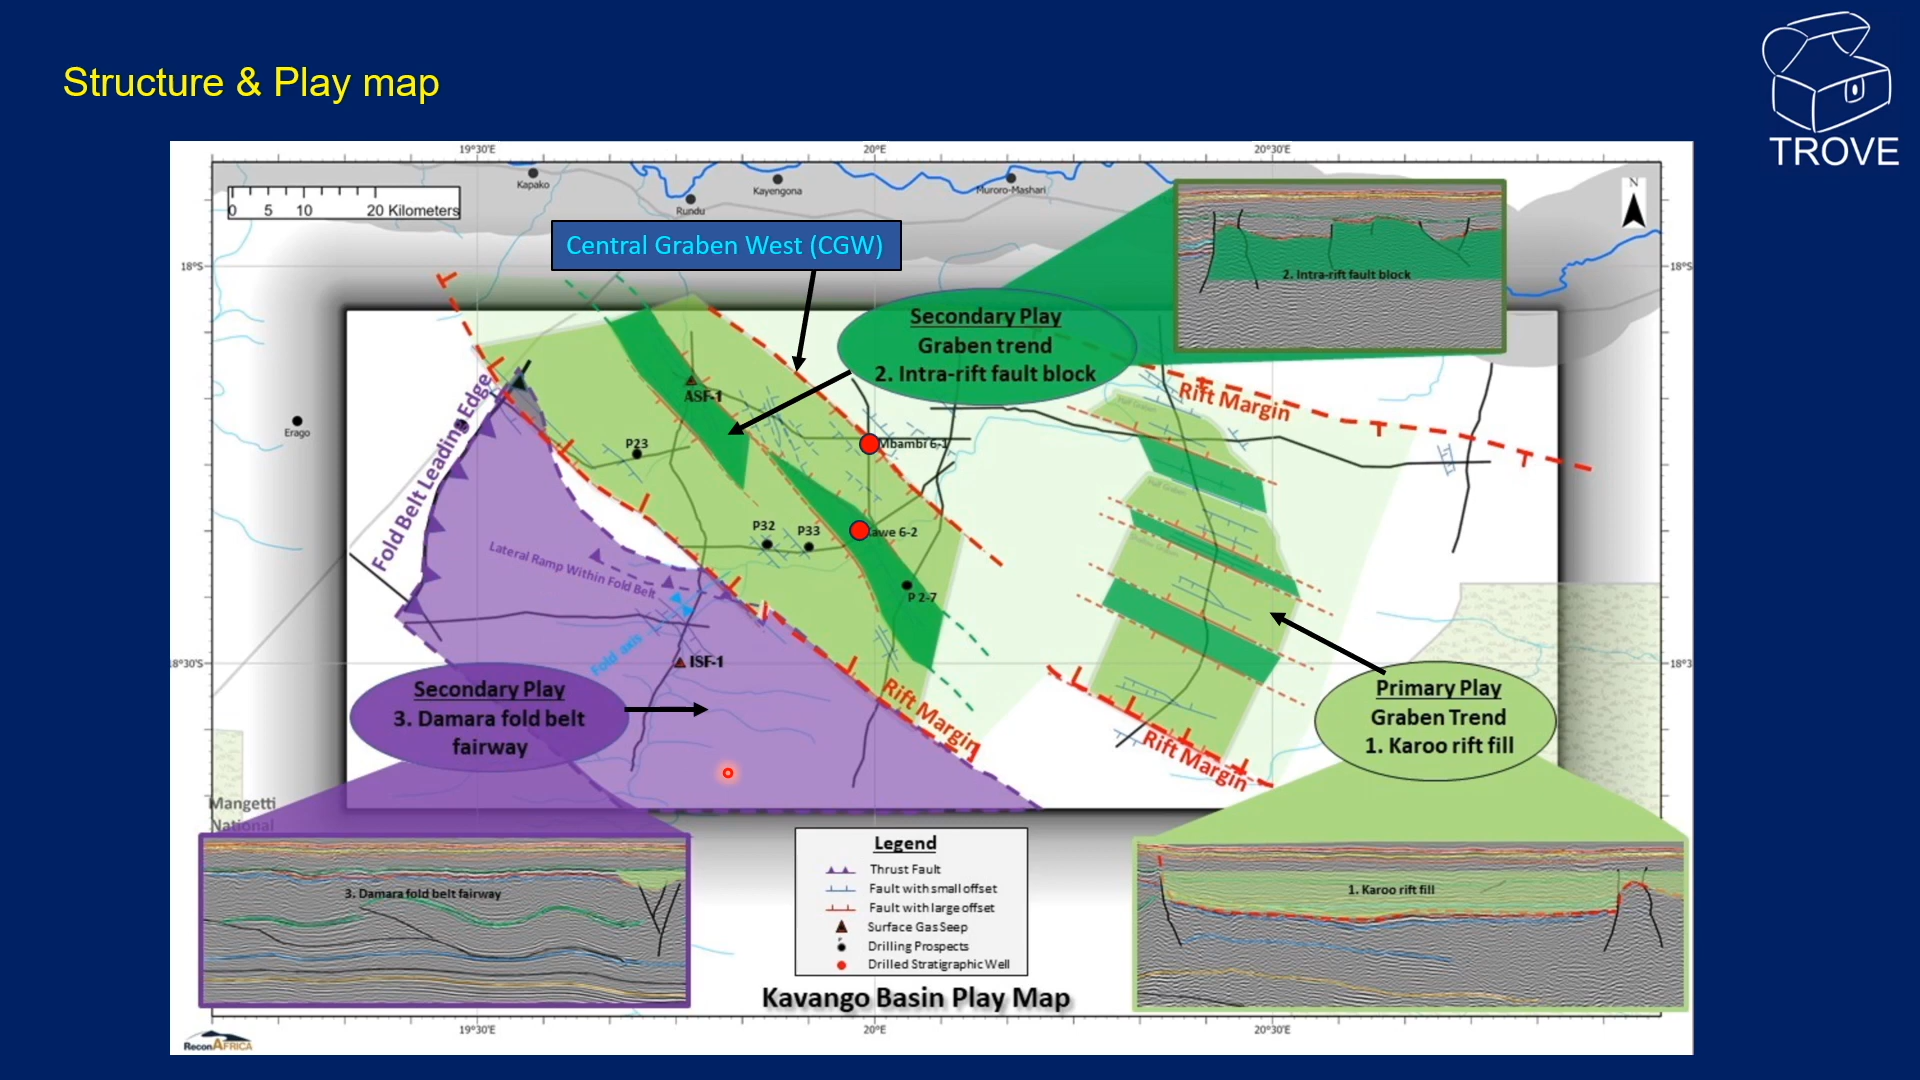 Structure & Play map
TROVE
19°30'E
20°E
20°30'E
Kapako
Kayengona
Muroro-Mashari
Rundu
N
0 5 10 20 Kilometers
Central Graben West (CGW)
18°S
18°S
2. Intra-rift fault block
Secondary Play
Graben trend
2. Intra-rift fault block
Rift Margin
Half Graben
Fold Belt Leading Edge
ASF-1
Erago
P23
Mbambi 6-1
Half Graben
P32
P33
awe 6-2
Lateral Ramp Within Fold Belt
P 2-7
Fold axis
ISF-1
8°30'S
18°3
Secondary Play
3. Damara fold belt
fairway
Rift Margin
Rift Margin
Primary Play
Graben Trend
1. Karoo rift fill
Mangetti
National
3. Damara fold belt fairway
Legend
Thrust Fault
Fault with small offset
Fault with large offset
Surface Gas Seep
Drilling Prospects
Drilled Stratigraphic Well
1. Karoo rift fill
Kavango Basin Play Map
19°30'E
20°E
20°30'E
ReconAFRICA